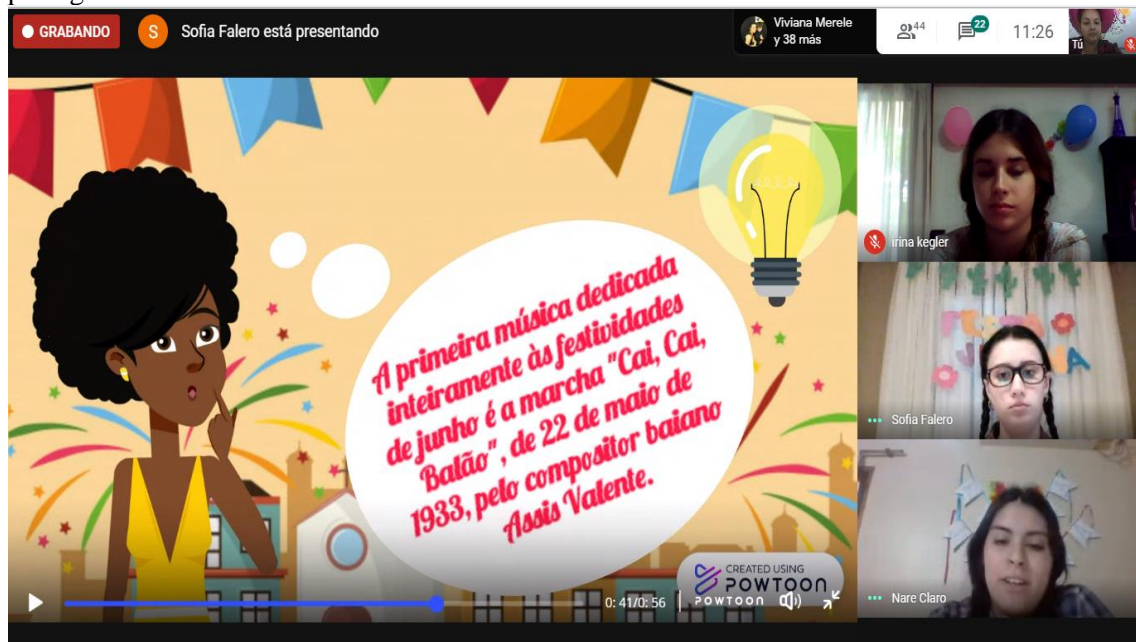 GRABANDO
S
Sofia Falero está presentando
Viviana Merele
y 38 más
44
22
11:26
Tú
A primeira música dedicada
inteiramente às festividades
de junho é a marcha "Cai, Cai,
Balão", de 22 de maio de
1933, pelo compositor baiano
Assis Valente.
irina kegler
Sofia Falero
Nare Claro
CREATED USING
POWTOON
POWTOON
0:41/0:56